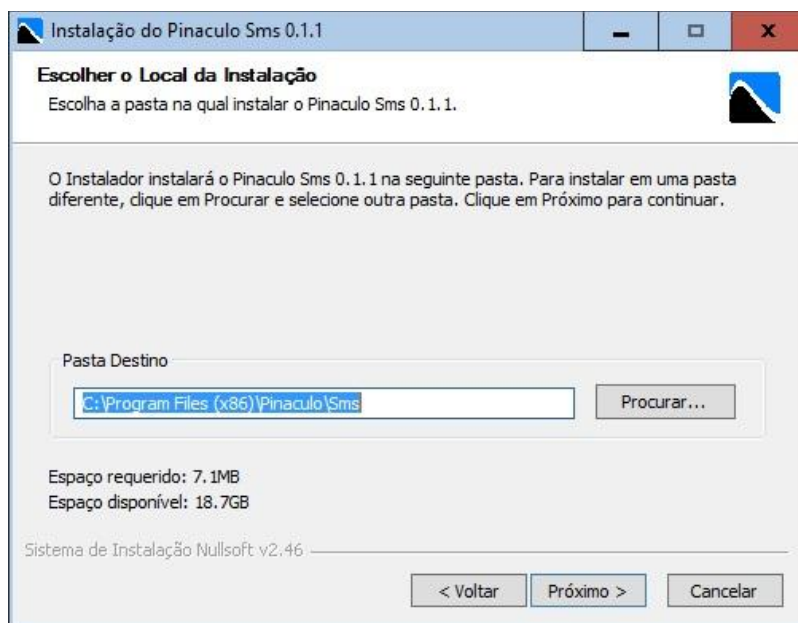 Instalação do Pinaculo Sms 0.1.1
Escolher o Local da Instalação
Escolha a pasta na qual instalar o Pinaculo Sms 0.1.1.
O Instalador instalará o Pinaculo Sms 0.1.1 na seguinte pasta. Para instalar em uma pasta
diferente, clique em Procurar e selecione outra pasta. Clique em Próximo para continuar.
Pasta Destino
C:\Program Files (x86)\Pinaculo\Sms
Procurar...
Espaço requerido: 7.1MB
Espaço disponível: 18.7GB
Sistema de Instalação Nullsoft v2.46
< Voltar
Próximo >
Cancelar